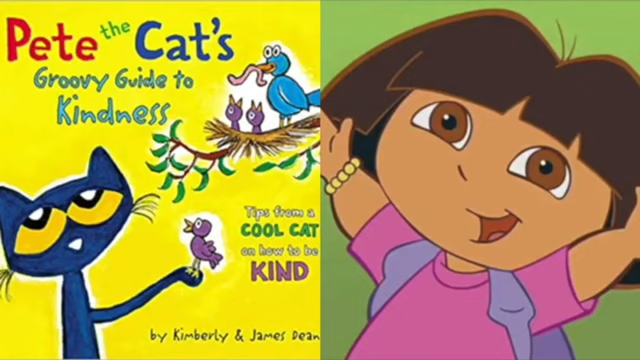 Pete the Cat's
Groovy Guide to
Kindness
Tips from a
COOL CAT
on how to be
KIND
by Kimberly & James Dean